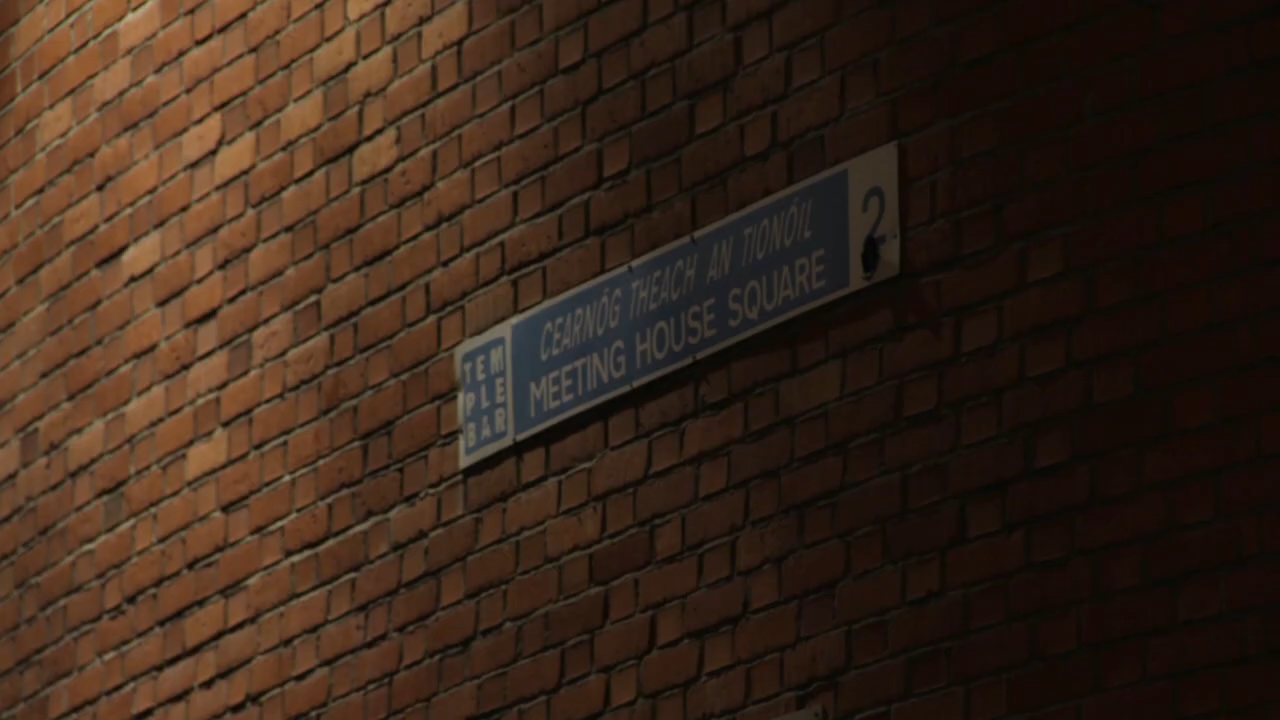 TEM
PLE
BAR
CEARNÓG THEACH AN TIONÓIL
MEETING HOUSE SQUARE
2